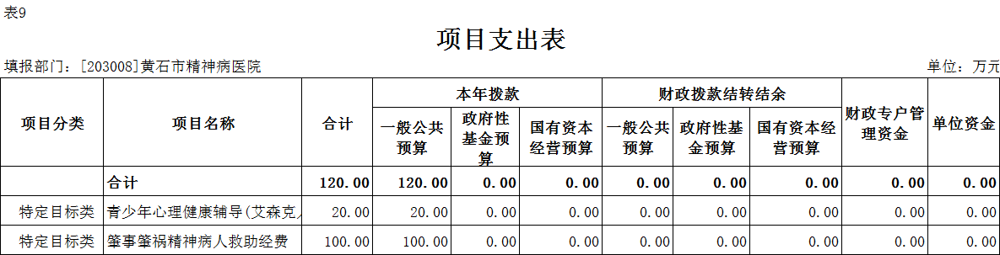 表9
项目支出表
填报部门：[203008]黄石市精神病医院 单位：万元
项目分类 项目名称 合计 本年拨款 财政拨款结转结余 财政专户管理资金 单位资金
一般公共预算 政府性基金预算 国有资本经营预算 一般公共预算 政府性基金预算 国有资本经营预算
合计 120.00 120.00 0.00 0.00 0.00 0.00 0.00 0.00 0.00
特定目标类 青少年心理健康辅导(艾森克 20.00 20.00 0.00 0.00 0.00 0.00 0.00 0.00 0.00
特定目标类 肇事肇祸精神病人救助经费 100.00 100.00 0.00 0.00 0.00 0.00 0.00 0.00 0.00